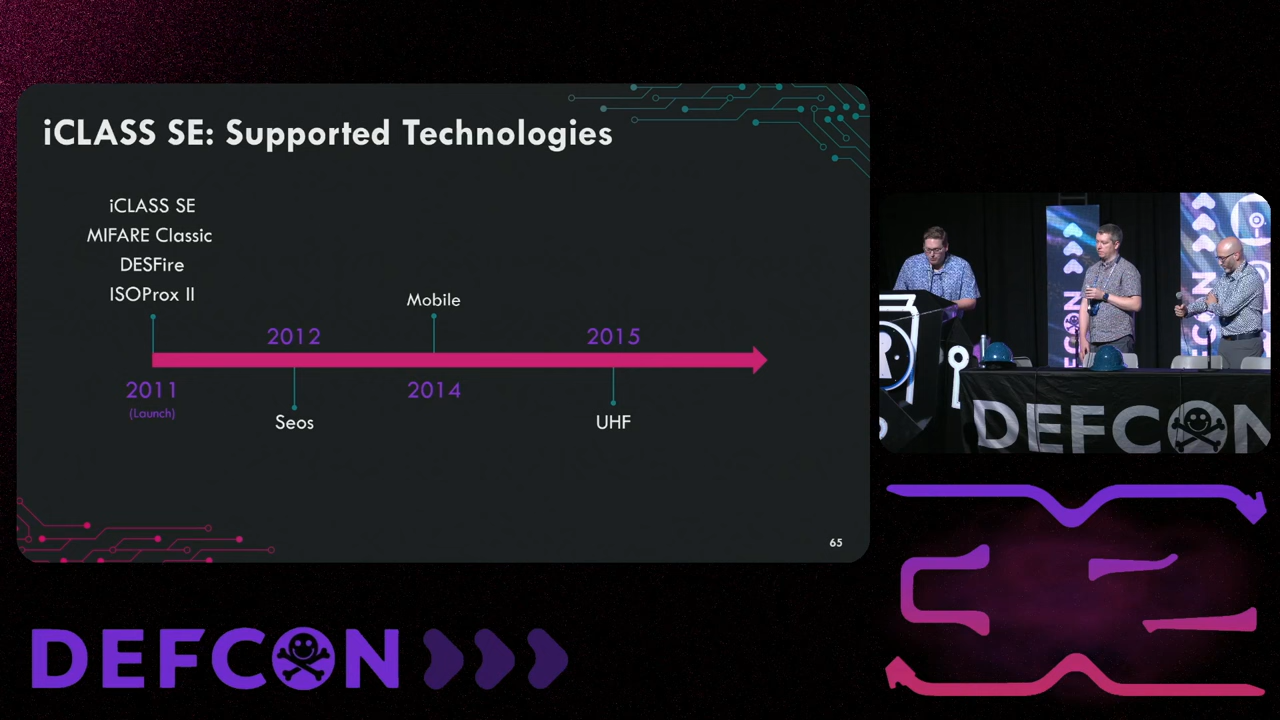 iCLASS SE: Supported Technologies
iCLASS SE
MIFARE Classic
DESFire
ISOProx II
Mobile
2012
2015
2011
(Launch)
2014
Seos
UHF
65
DEFCON
DEFCON